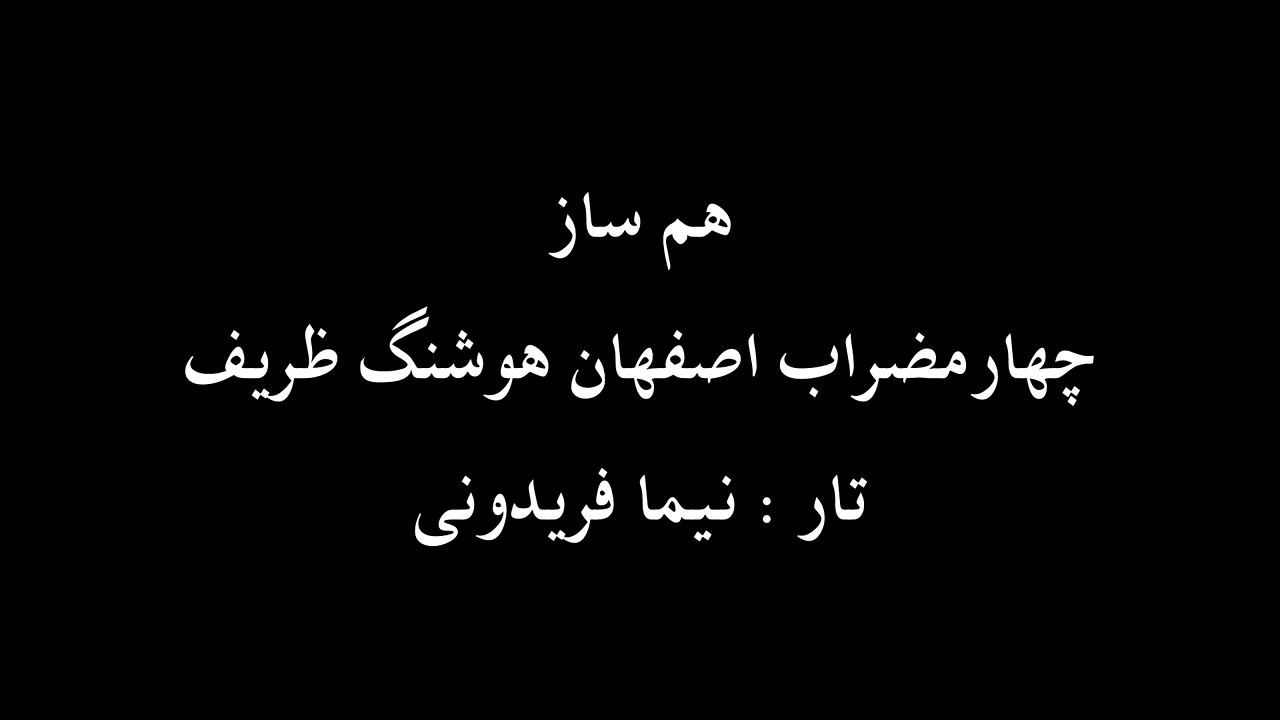 هم ساز
چهارمضراب اصفهان هوشنگ ظریف
تار : نیما فریدونی